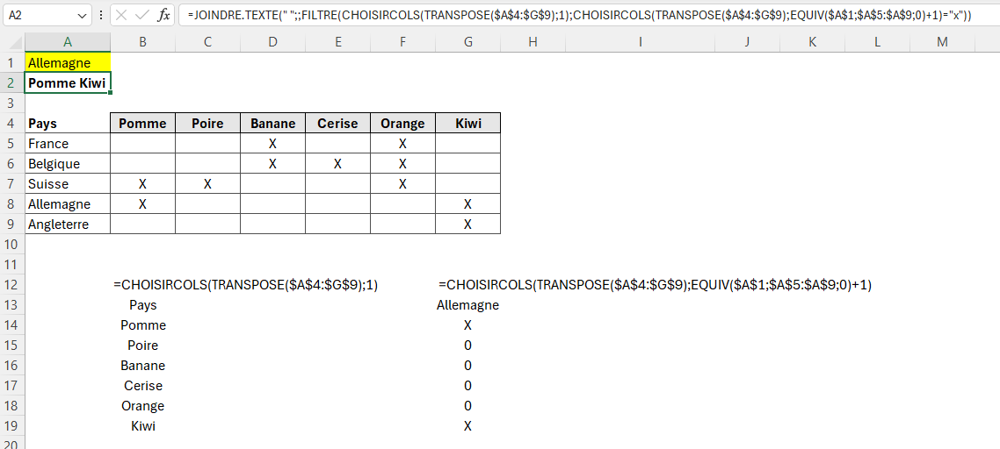 A2 fx =JOINDRE.TEXTE(" ";;FILTRE(CHOISIRCOLS(TRANSPOSE($A$4:$G$9);1);CHOISIRCOLS(TRANSPOSE($A$4:$G$9);EQUIV($A$1;$A$5:$A$9;0)+1)="x"))
A B C D E F G H I J K L M
1 Allemagne
2 Pomme Kiwi
3
4 Pays Pomme Poire Banane Cerise Orange Kiwi
5 France X X
6 Belgique X X X
7 Suisse X X X
8 Allemagne X X
9 Angleterre X
10
11
12 =CHOISIRCOLS(TRANSPOSE($A$4:$G$9);1) =CHOISIRCOLS(TRANSPOSE($A$4:$G$9);EQUIV($A$1;$A$5:$A$9;0)+1)
13 Pays Allemagne
14 Pomme X
15 Poire 0
16 Banane 0
17 Cerise 0
18 Orange 0
19 Kiwi X
20